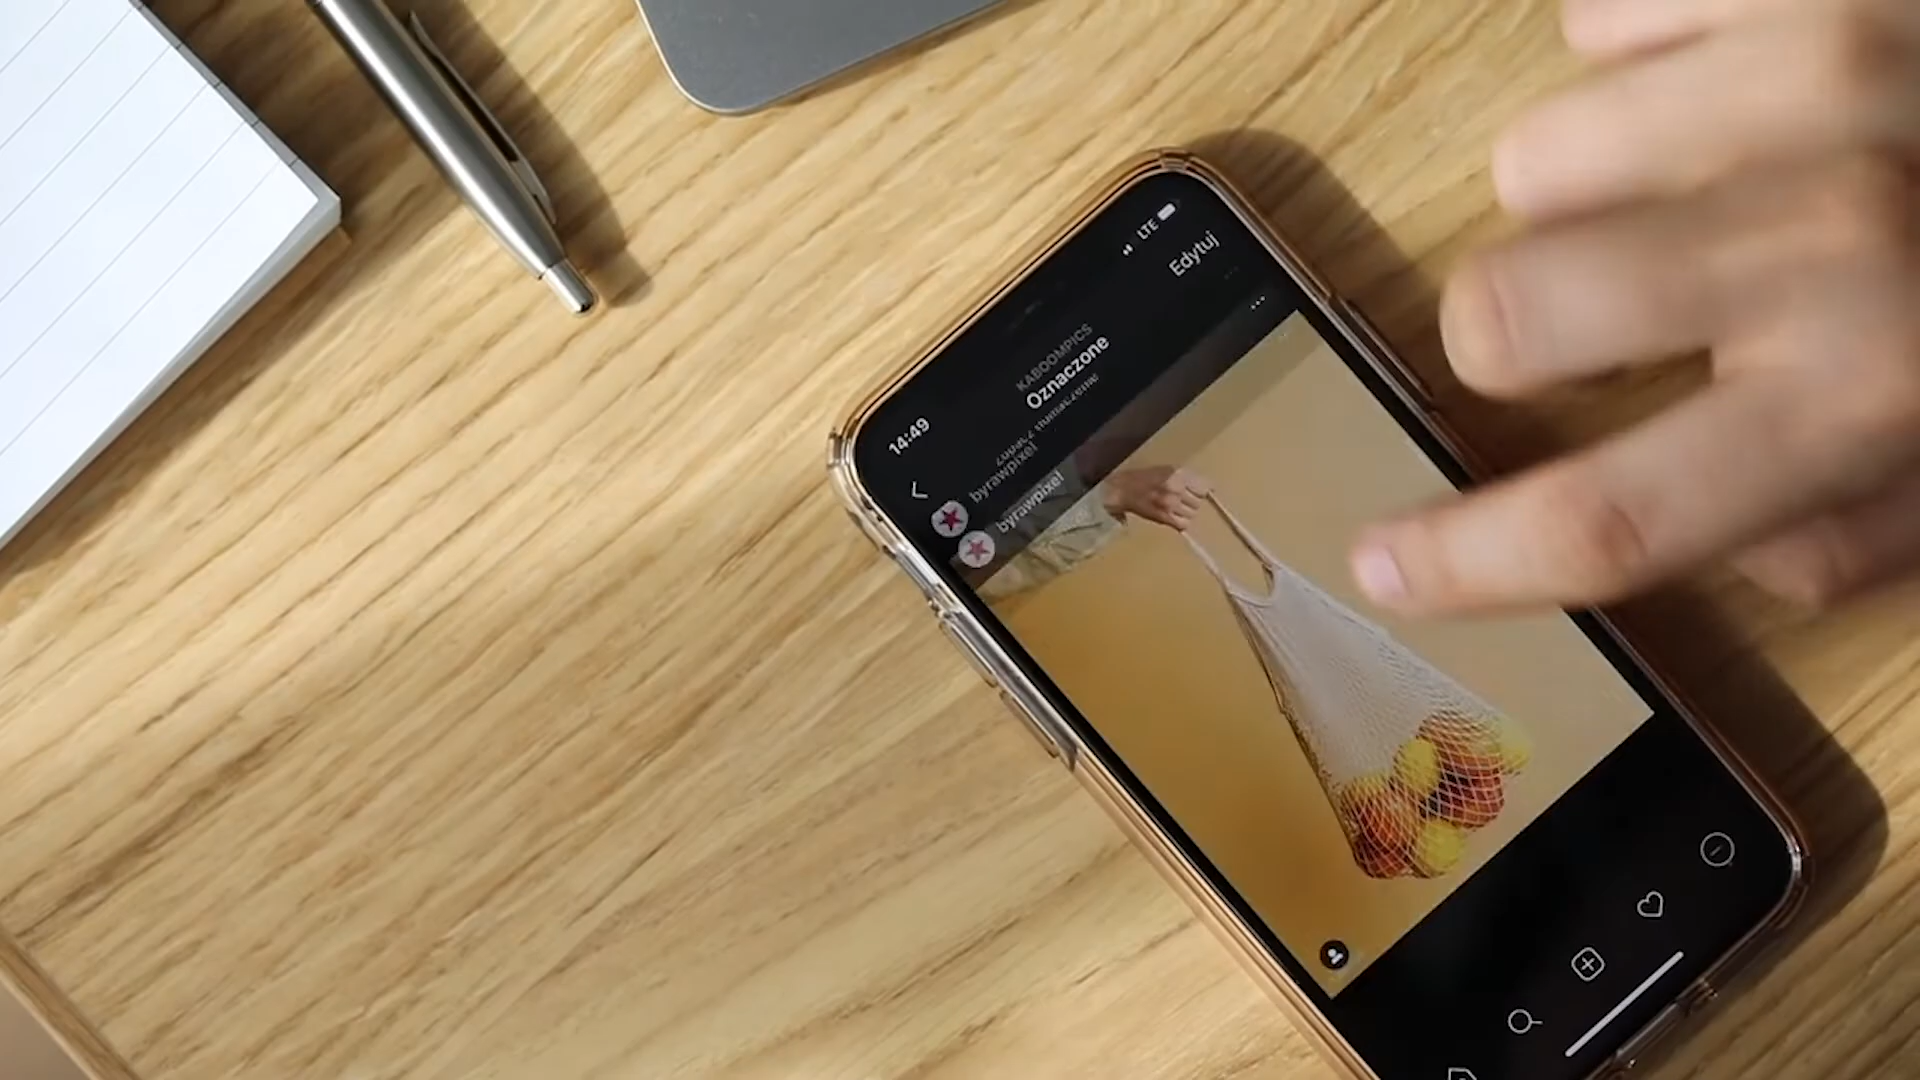 14:49
LTE
KABOOMPICS
Oznaczone
Edytuj
byrawpixel
byrawpixel